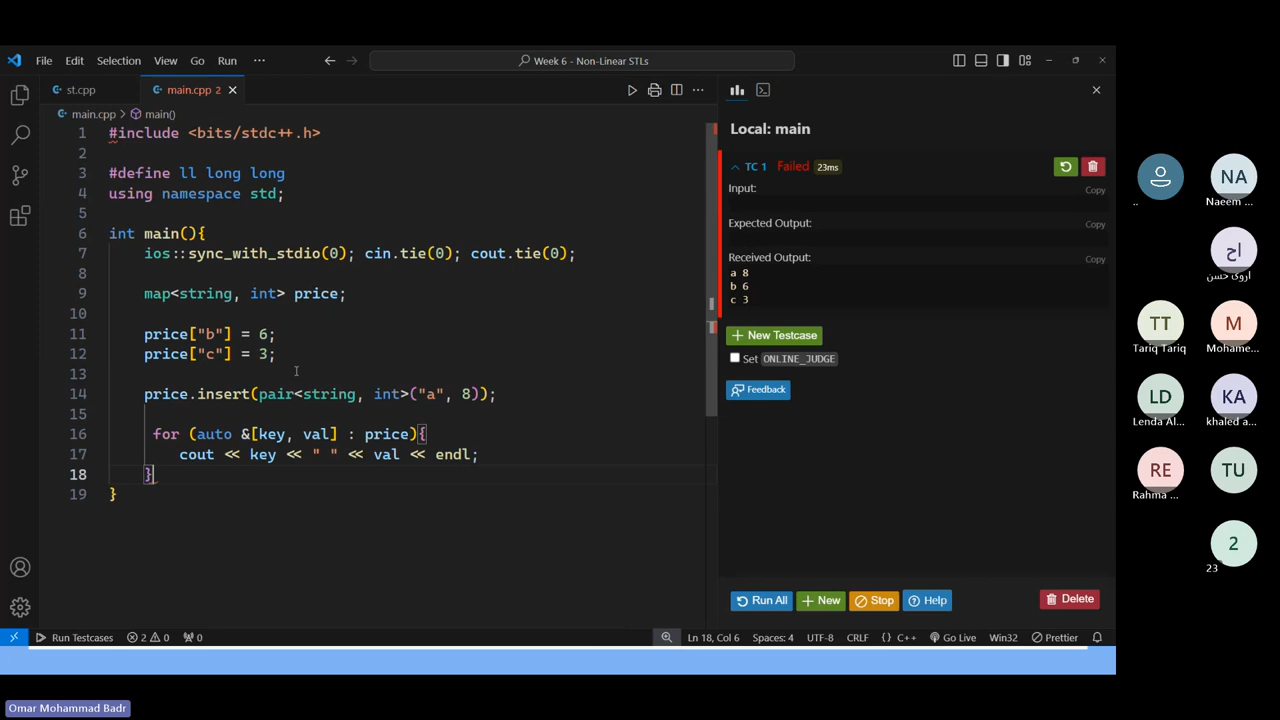 File Edit Selection View Go Run ··· Week 6 - Non-Linear STLs
st.cpp main.cpp 2
main.cpp > main()
1 #include <bits/stdc++.h>
2
3 #define ll long long
4 using namespace std;
5
6 int main(){
7 ios::sync_with_stdio(0); cin.tie(0); cout.tie(0);
8
9 map<string, int> price;
10
11 price["b"] = 6;
12 price["c"] = 3;
13
14 price.insert(pair<string, int>("a", 8));
15
16 for (auto &[key, val] : price){
17 cout << key << " " << val << endl;
18 }
19 }
Local: main
TC 1 Failed 23ms
Input:
Copy
Expected Output:
Copy
Received Output:
Copy
a 8
b 6
c 3
+ New Testcase
Set ONLINE_JUDGE
Feedback
Run All + New Stop Help Delete
Run Testcases 2 0 0 Ln 18, Col 6 Spaces: 4 UTF-8 CRLF {} C++ Go Live Win32 Prettier
..
NA
Naeem ...
اح
اروى حسن
TT
Tariq Tariq
M
Mohame...
LD
Lenda Al...
KA
khaled a...
RE
Rahma ...
TU
2
23
Omar Mohammad Badr